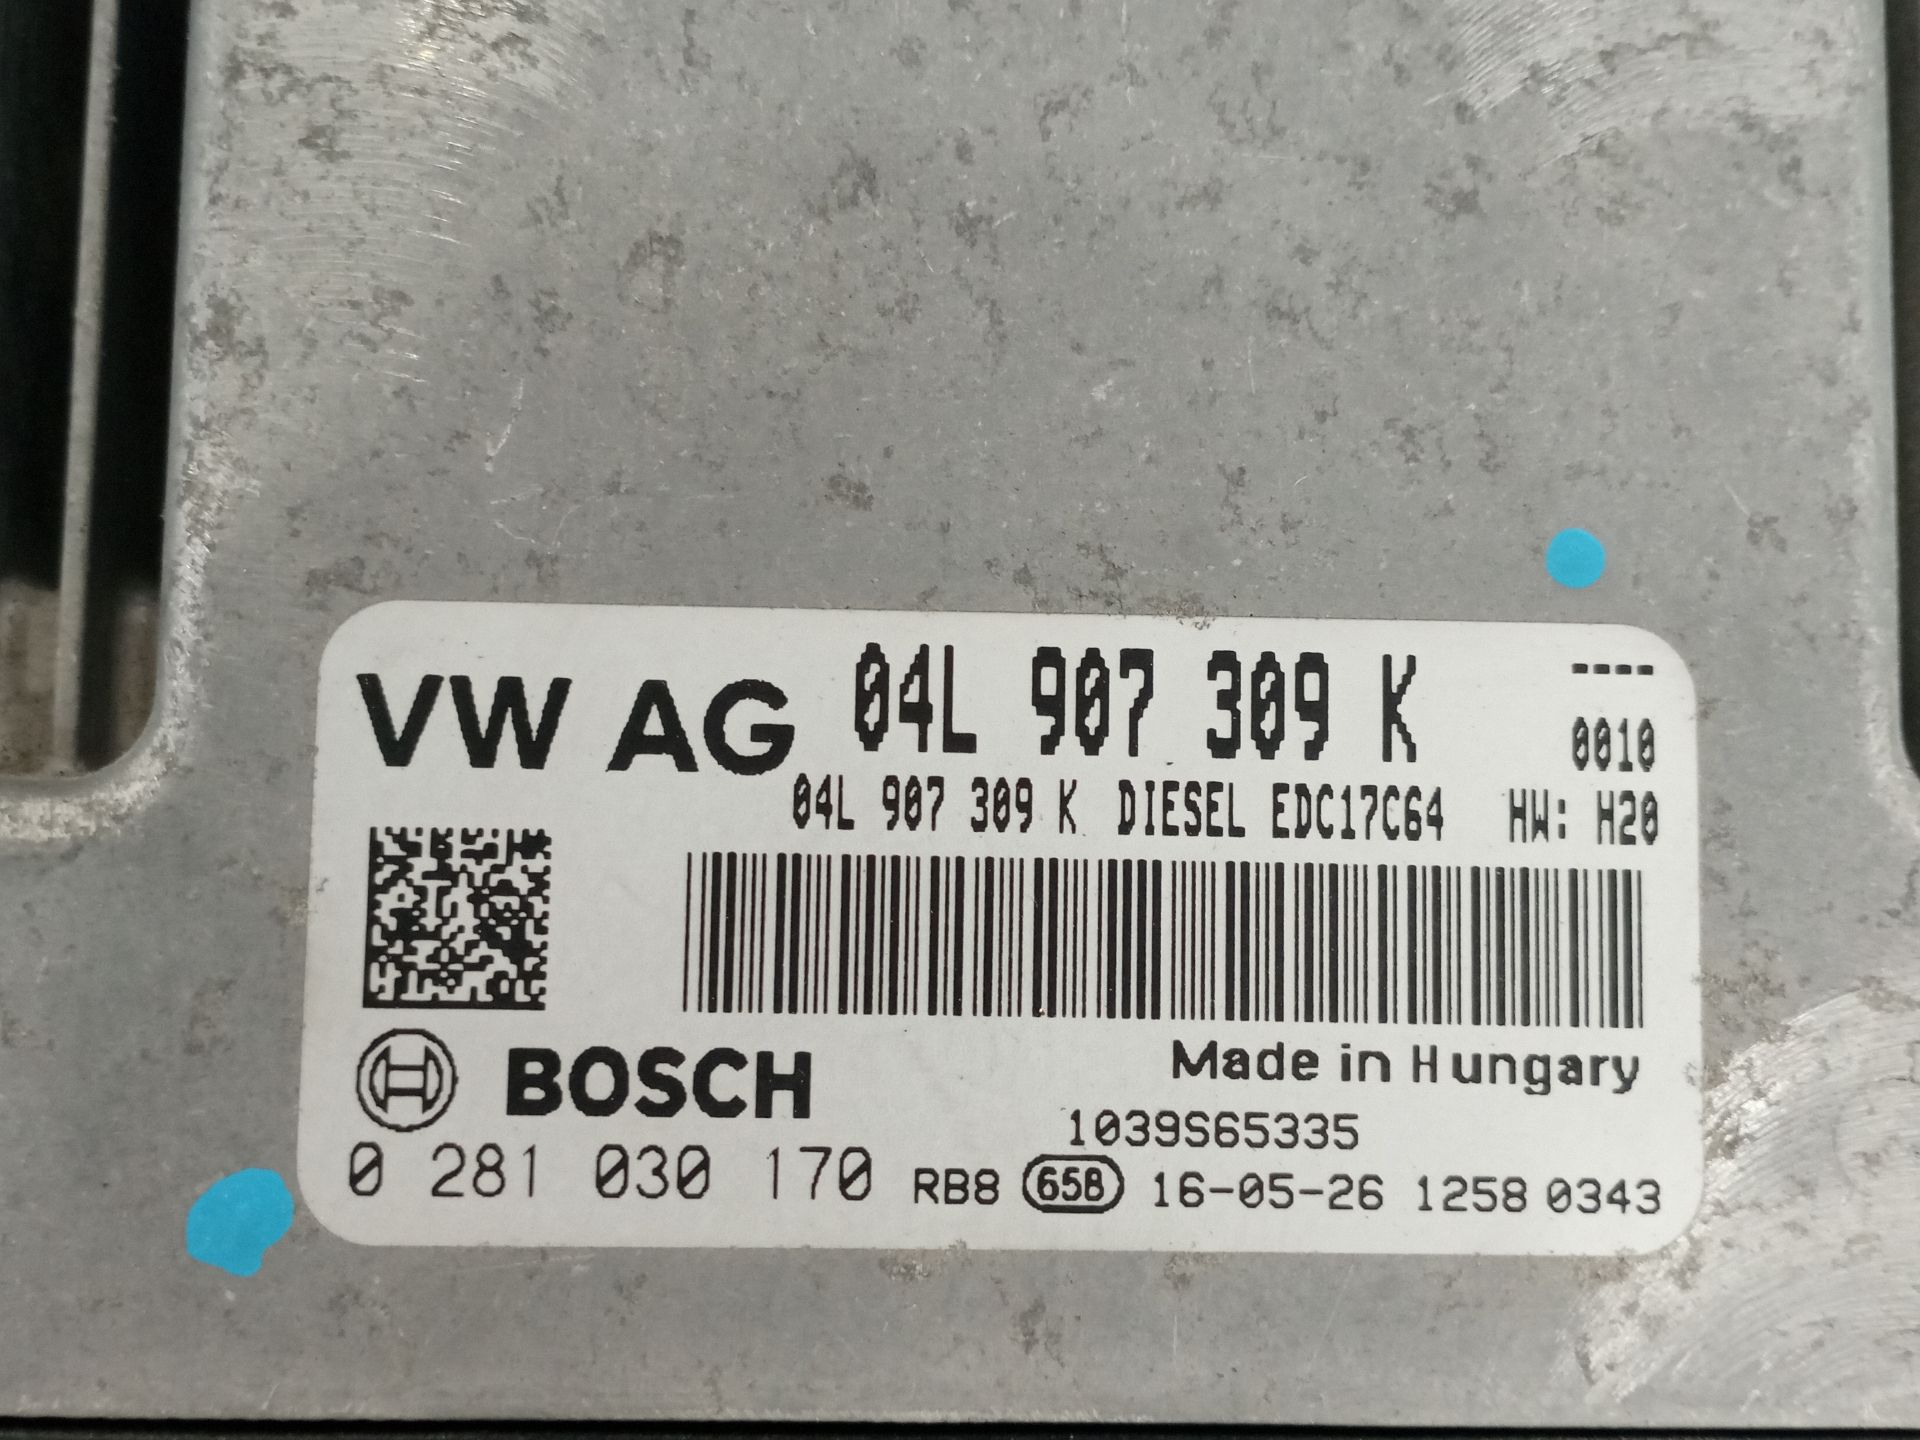 VW AG 04L 907 309 K ----
0010
04L 907 309 K DIESEL EDC17C64 HW: H20
BOSCH
Made in Hungary
1039S65335
0 281 030 170 RB8 658 16-05-26 1258 0343